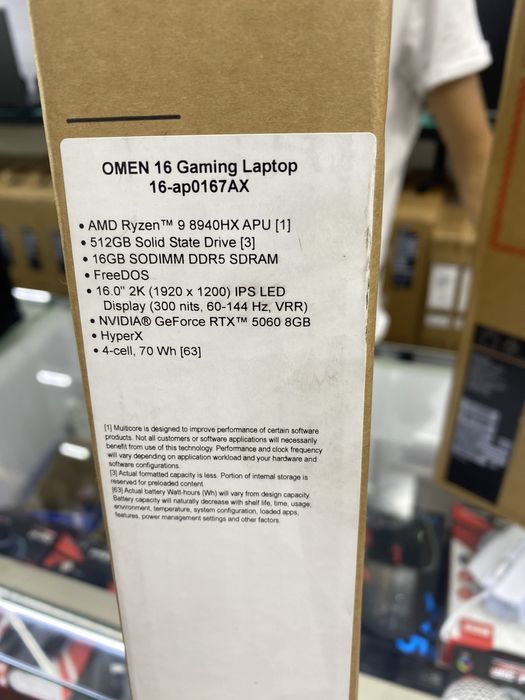 OMEN 16 Gaming Laptop
16-ap0167AX
• AMD Ryzen™ 9 8940HX APU [1]
• 512GB Solid State Drive [3]
• 16GB SODIMM DDR5 SDRAM
• FreeDOS
• 16.0" 2K (1920 x 1200) IPS LED
Display (300 nits, 60-144 Hz, VRR)
• NVIDIA® GeForce RTX™ 5060 8GB
• HyperX
• 4-cell, 70 Wh [63]
[1] Multicore is designed to improve performance of certain software
products. Not all customers or software applications will necessarily
benefit from use of this technology. Performance and clock frequency
will vary depending on application workload and your hardware and
software configurations.
[3] Actual formatted capacity is less. Portion of internal storage is
reserved for preloaded content.
[63] Actual battery Watt-hours (Wh) will vary from design capacity.
Battery capacity will naturally decrease with shelf life, time, usage,
environment, temperature, system configuration, loaded apps,
features, power management settings and other factors.